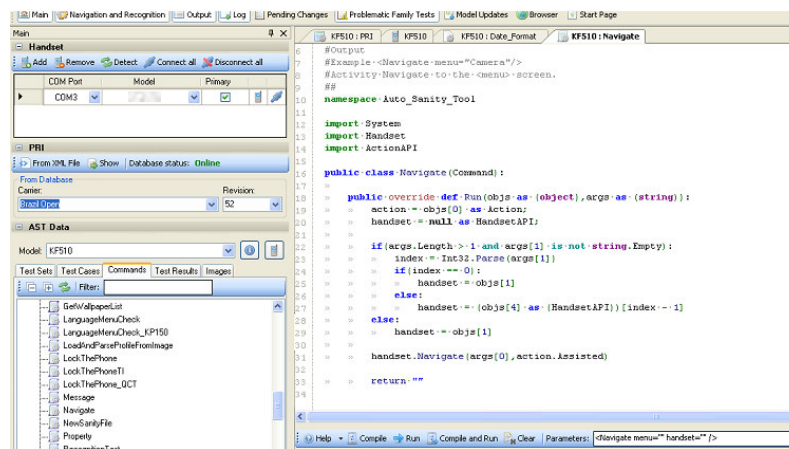 Main Navigation and Recognition Output Log Pending Changes Problematic Family Tests Model Updates Browser Start Page
Main
Handset
Add Remove Detect Connect all Disconnect all
COM Port Model Primary
COM3
PRI
From XML File Show Database status: Online
From Database
Carrier: Revision:
Brazil Open 52
AST Data
Model: KF510
Test Sets Test Cases Commands Test Results Images
Filter:
GetWallpaperList
LanguageMenuCheck
LanguageMenuCheck_KP150
LoadAndParseProfileFromImage
LockThePhone
LockThePhoneTI
LockThePhone_QCT
Message
Navigate
NewSanityFile
Property
RecognitionTest
KF510 : PRI KF510 KF510 : Date_Format KF510 : Navigate
6 #Output
7 #Example <Navigate menu="Camera"/>
8 #Activity Navigate to the <menu> screen.
9 ##
10 namespace Auto_Sanity_Tool
11
12 import System
13 import Handset
14 import ActionAPI
15
16 public class Navigate(Command):
17
18 public override def Run(objs as (object),args as (string)):
19 action = objs[0] as Action;
20 handset = null as HandsetAPI;
21
22 if(args.Length > 1 and args[1] is not string.Empty):
23 index = Int32.Parse(args[1])
24 if(index == 0):
25 handset = objs[1]
26 else:
27 handset = (objs[4] as (HandsetAPI))[index - 1]
28 else:
29 handset = objs[1]
30
31 handset.Navigate(args[0],action.Assisted)
32
33 return ""
34
Help Compile Run Compile and Run Clear Parameters: <Navigate menu="" handset="" />